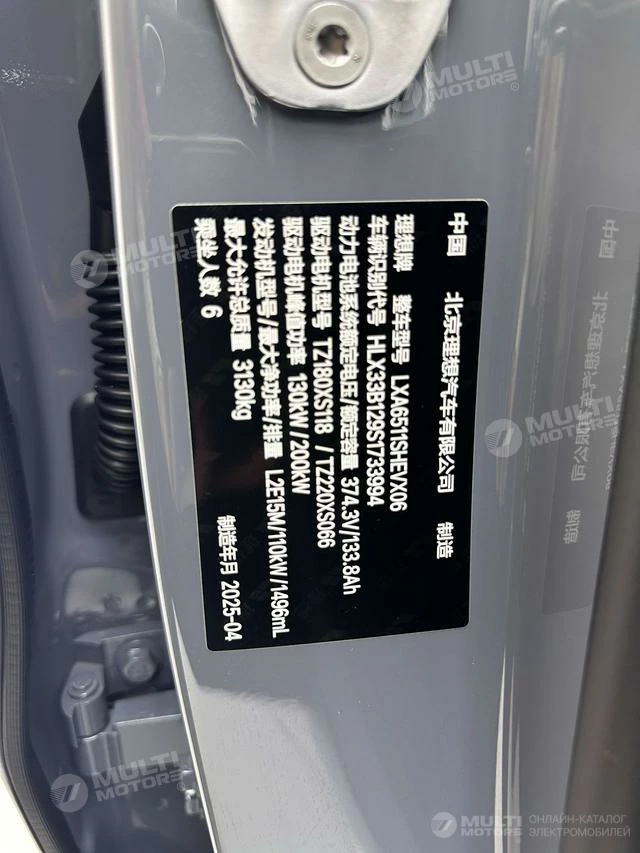 中国 北京理想汽车有限公司 制造
理想牌 整车型号 LXA6511SHEVX06
车辆识别代号 HLX33B129S1733994
动力电池系统额定电压/额定容量 374.3V/133.8Ah
驱动电机型号 TZ180XS118 / TZ220XS066
驱动电机峰值功率 130kW/200kW
发动机型号/最大净功率/排量 L2E15M/110kW/1496mL
最大允许总质量 3130kg 制造年月 2025-04
乘坐人数 6
MULTI MOTORS®
MULTI MOTORS®
MULTI MOTORS®
MULTI MOTORS®
MULTI MOTORS® ОНЛАЙН-КАТАЛОГ
ЭЛЕКТРОМОБИЛЕЙ